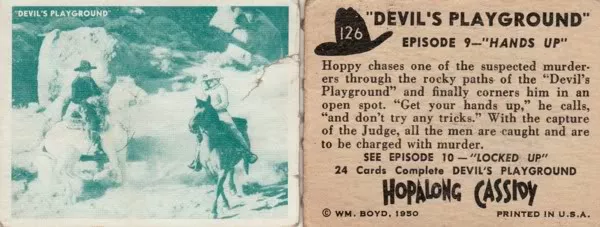 "DEVIL'S PLAYGROUND"
126
"DEVIL'S PLAYGROUND"
EPISODE 9—"HANDS UP"
Hoppy chases one of the suspected murder-
ers through the rocky paths of the "Devil's
Playground" and finally corners him in an
open spot. "Get your hands up," he calls,
"and don't try any tricks." With the capture
of the Judge, all the men are caught and are
to be charged with murder.
SEE EPISODE 10—"LOCKED UP"
24 Cards Complete DEVIL'S PLAYGROUND
HOPALONG CASSIDY
© WM. BOYD, 1950 PRINTED IN U.S.A.